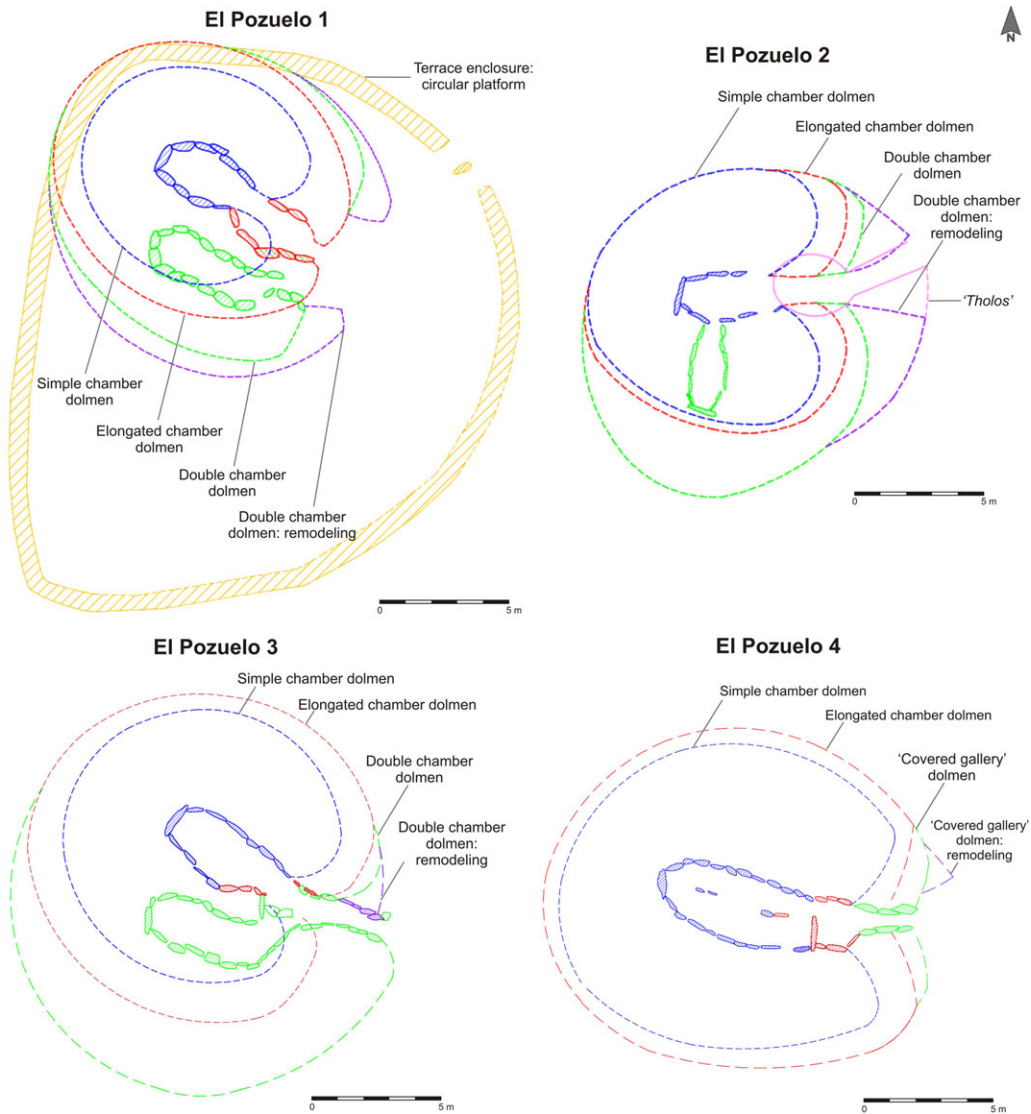 El Pozuelo 1
Terrace enclosure:
circular platform
Simple chamber
dolmen
Elongated chamber
dolmen
Double chamber
dolmen
Double chamber
dolmen: remodeling
0 5 m
N
El Pozuelo 2
Simple chamber dolmen
Elongated chamber dolmen
Double chamber
dolmen
Double chamber
dolmen:
remodeling
'Tholos'
0 5 m
El Pozuelo 3
Simple chamber dolmen
Elongated chamber dolmen
Double chamber
dolmen
Double chamber
dolmen:
remodeling
0 5 m
El Pozuelo 4
Simple chamber dolmen
Elongated chamber dolmen
'Covered gallery'
dolmen
'Covered gallery'
dolmen:
remodeling
0 5 m